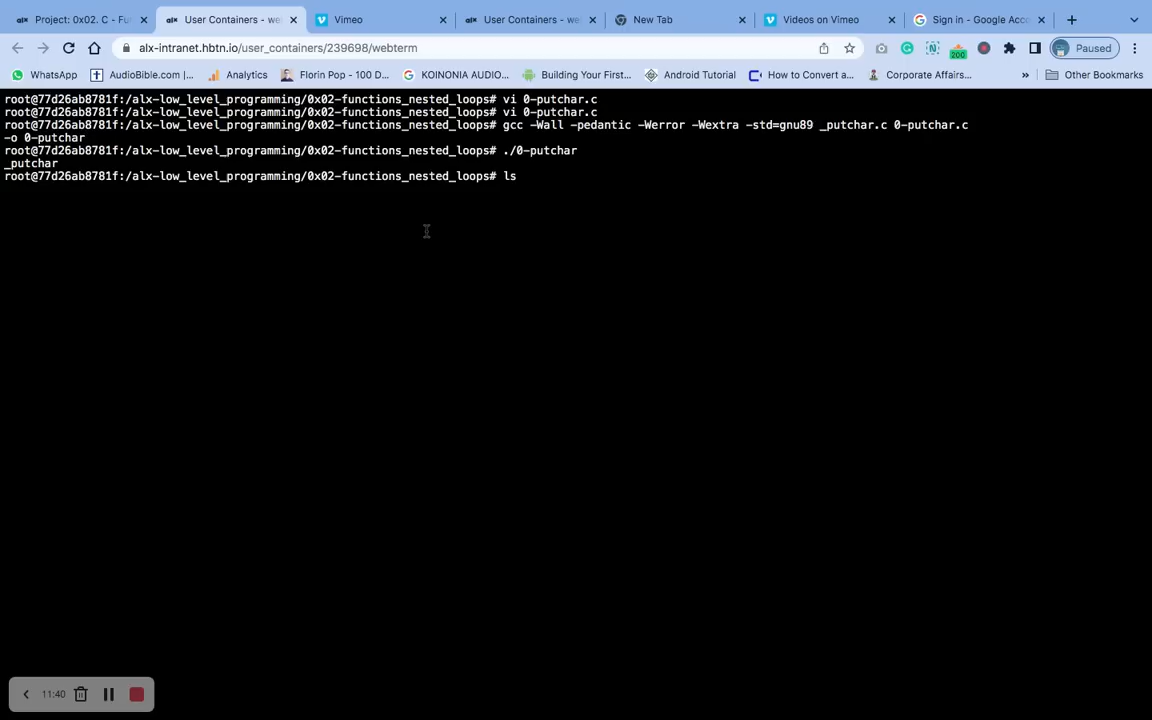 Project: 0x02. C - Fu
User Containers - we
Vimeo
User Containers - we
New Tab
Videos on Vimeo
Sign in - Google Acc
alx-intranet.hbtn.io/user_containers/239698/webterm
200
Paused
WhatsApp
AudioBible.com |...
Analytics
Florin Pop - 100 D...
KOINONIA AUDIO...
Building Your First...
Android Tutorial
How to Convert a...
Corporate Affairs...
»
Other Bookmarks
root@77d26ab8781f:/alx-low_level_programming/0x02-functions_nested_loops# vi 0-putchar.c
root@77d26ab8781f:/alx-low_level_programming/0x02-functions_nested_loops# vi 0-putchar.c
root@77d26ab8781f:/alx-low_level_programming/0x02-functions_nested_loops# gcc -Wall -pedantic -Werror -Wextra -std=gnu89 _putchar.c 0-putchar.c
-o 0-putchar
root@77d26ab8781f:/alx-low_level_programming/0x02-functions_nested_loops# ./0-putchar
_putchar
root@77d26ab8781f:/alx-low_level_programming/0x02-functions_nested_loops# ls
11:40